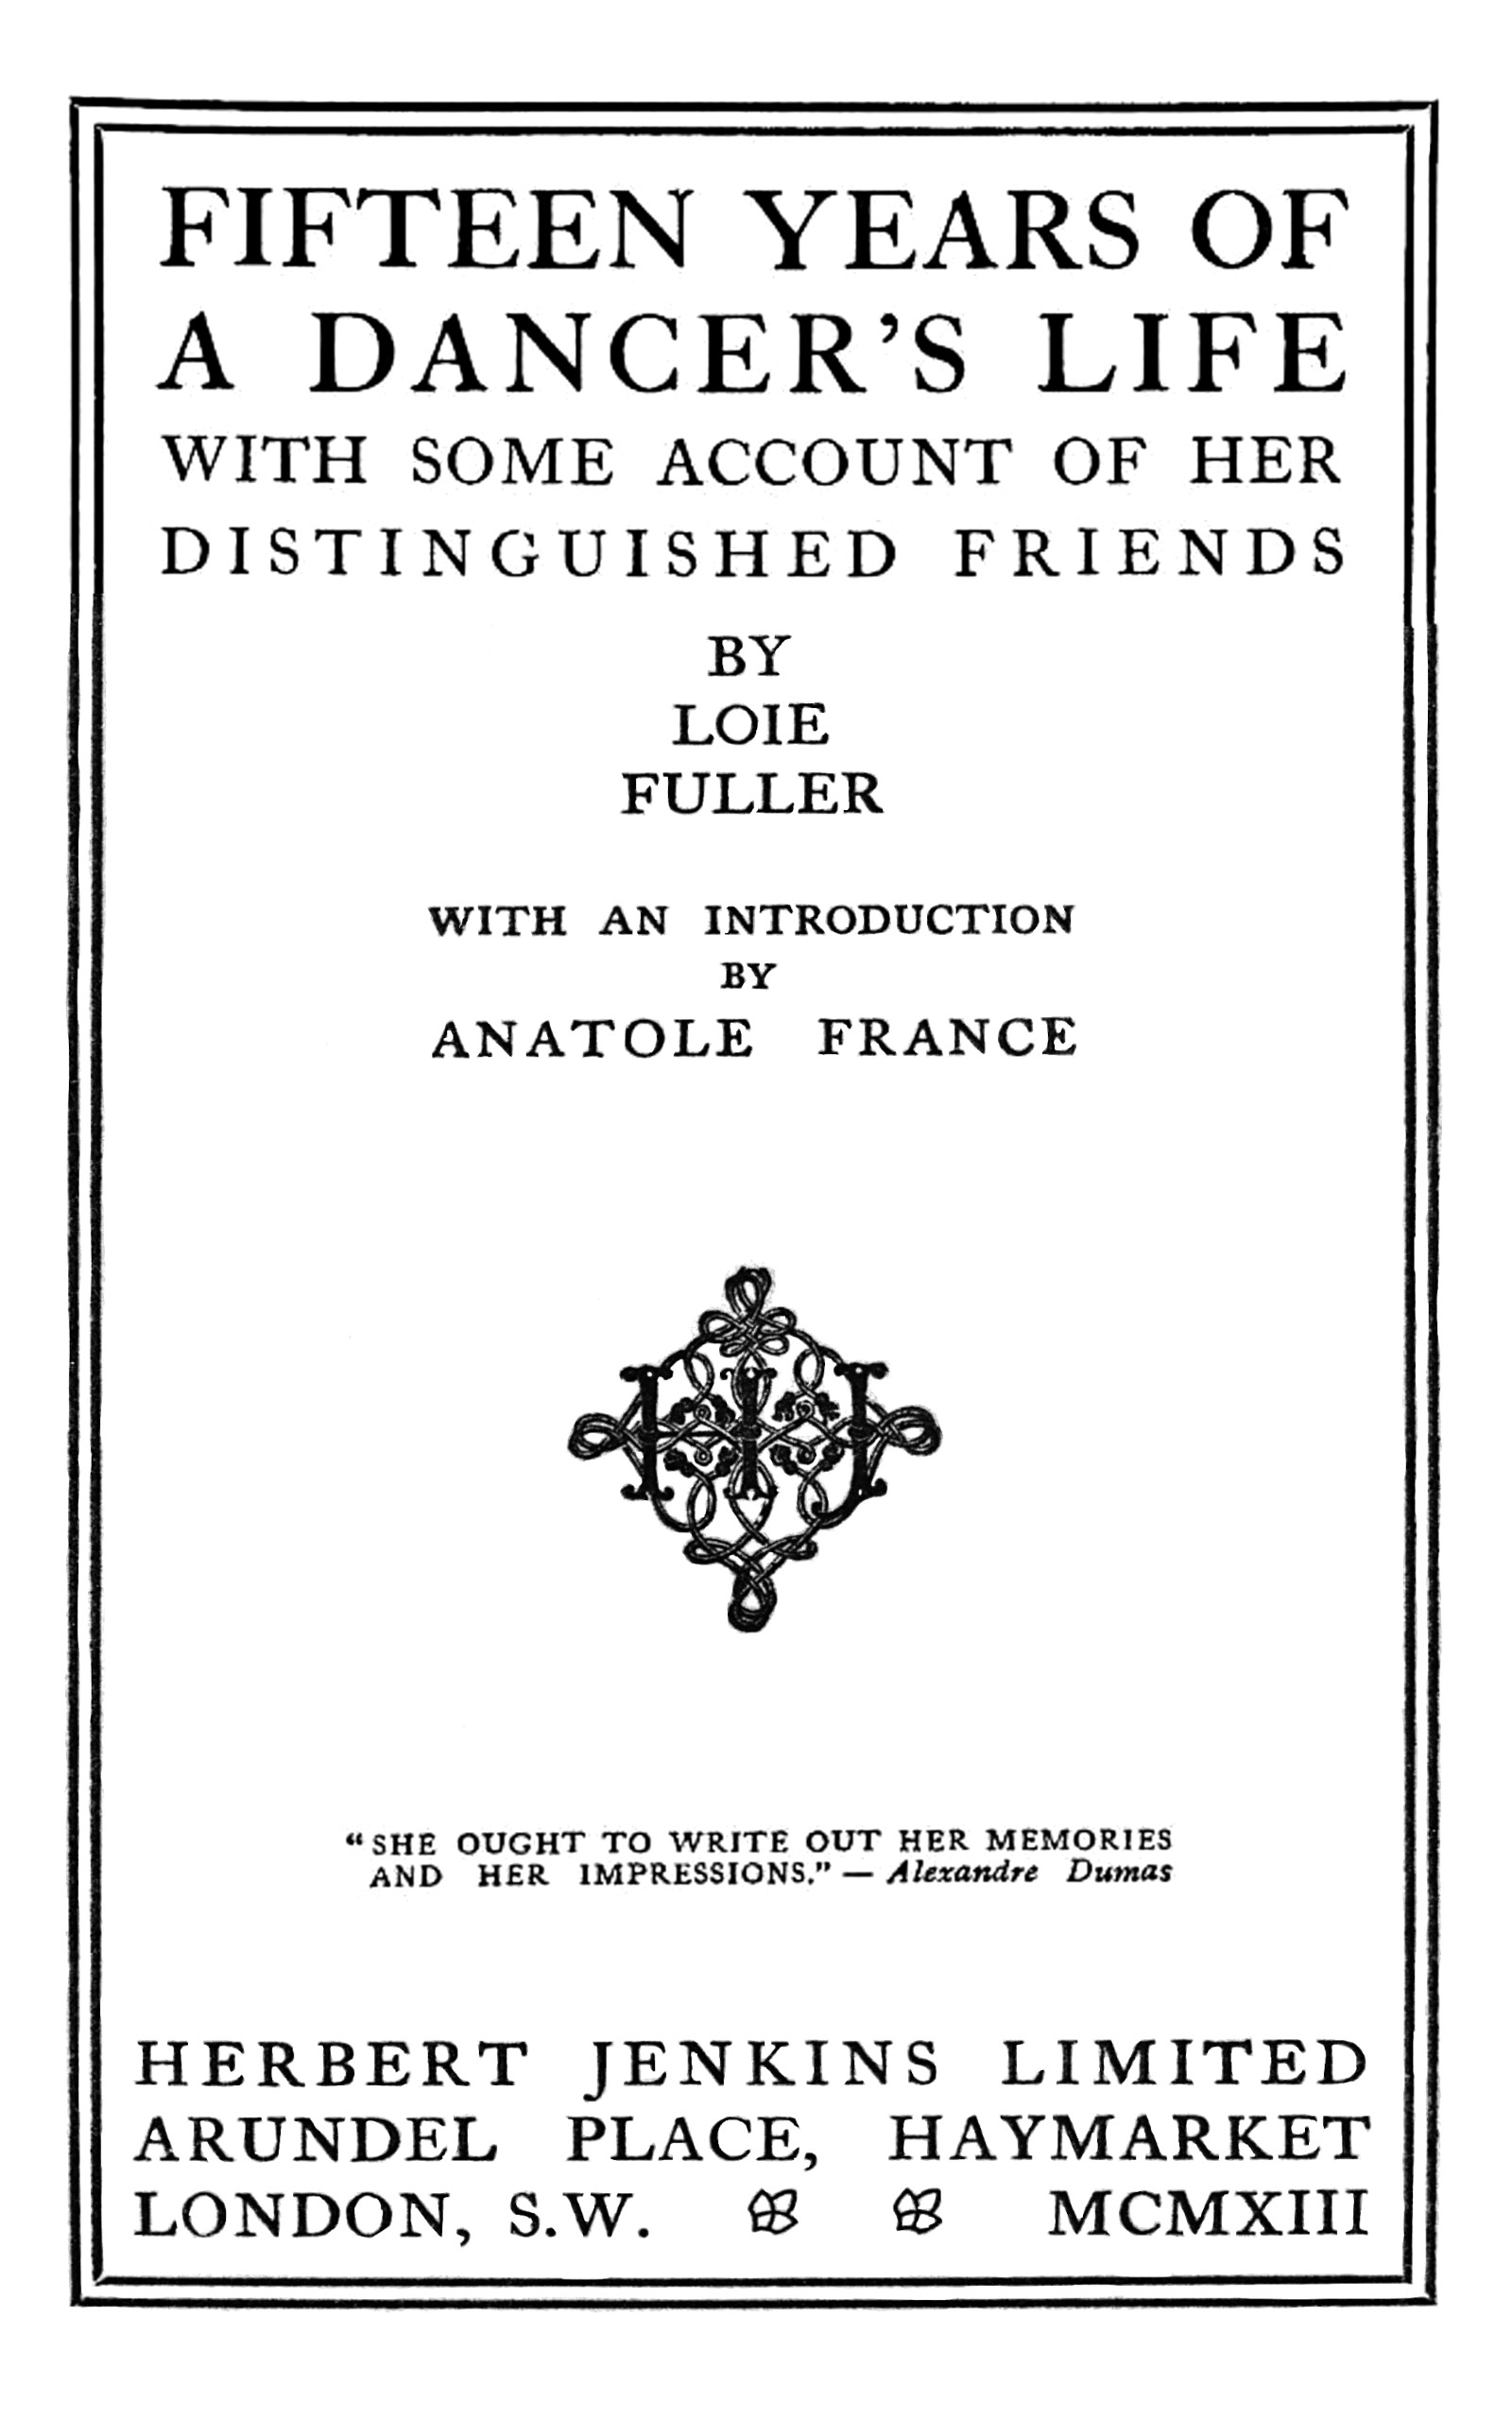 FIFTEEN YEARS OF
A DANCER’S LIFE
WITH SOME ACCOUNT OF HER
DISTINGUISHED FRIENDS
BY
LOIE
FULLER
WITH AN INTRODUCTION
BY
ANATOLE FRANCE
“SHE OUGHT TO WRITE OUT HER MEMORIES
AND HER IMPRESSIONS.” — Alexandre Dumas
HERBERT JENKINS LIMITED
ARUNDEL PLACE, HAYMARKET
LONDON, S.W. MCMXIII